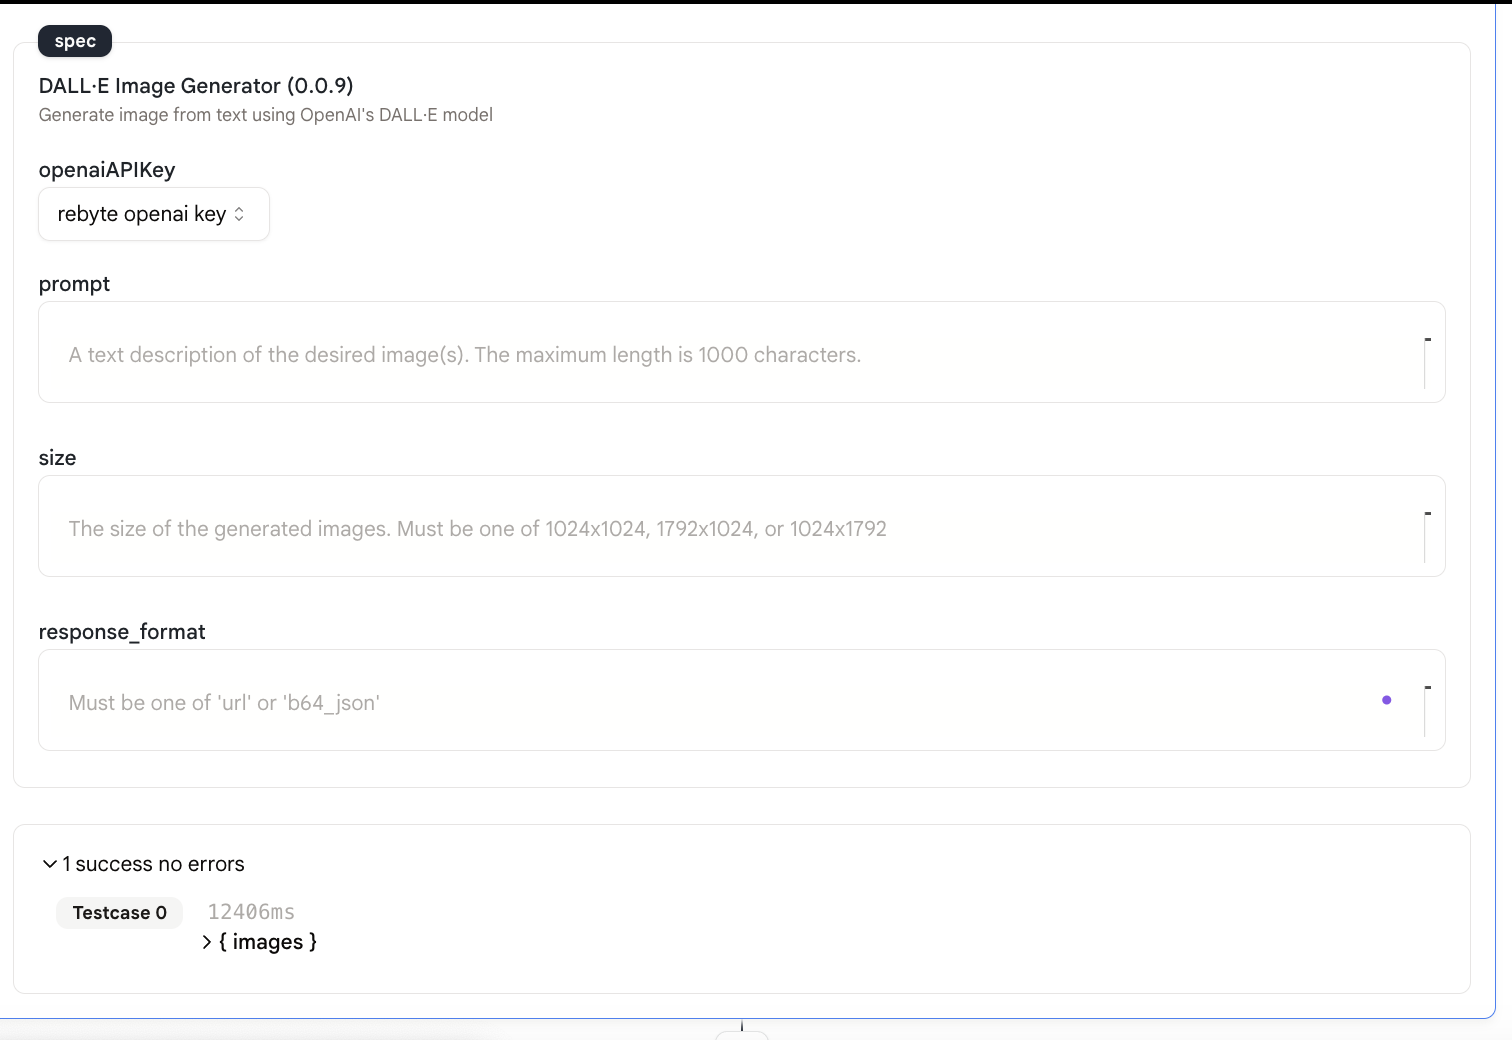 spec
DALL·E Image Generator (0.0.9)
Generate image from text using OpenAI's DALL·E model
openaiAPIKey
rebyte openai key
prompt
A text description of the desired image(s). The maximum length is 1000 characters.
size
The size of the generated images. Must be one of 1024x1024, 1792x1024, or 1024x1792
response_format
Must be one of 'url' or 'b64_json'
1 success no errors
Testcase 0 12406ms
{ images }